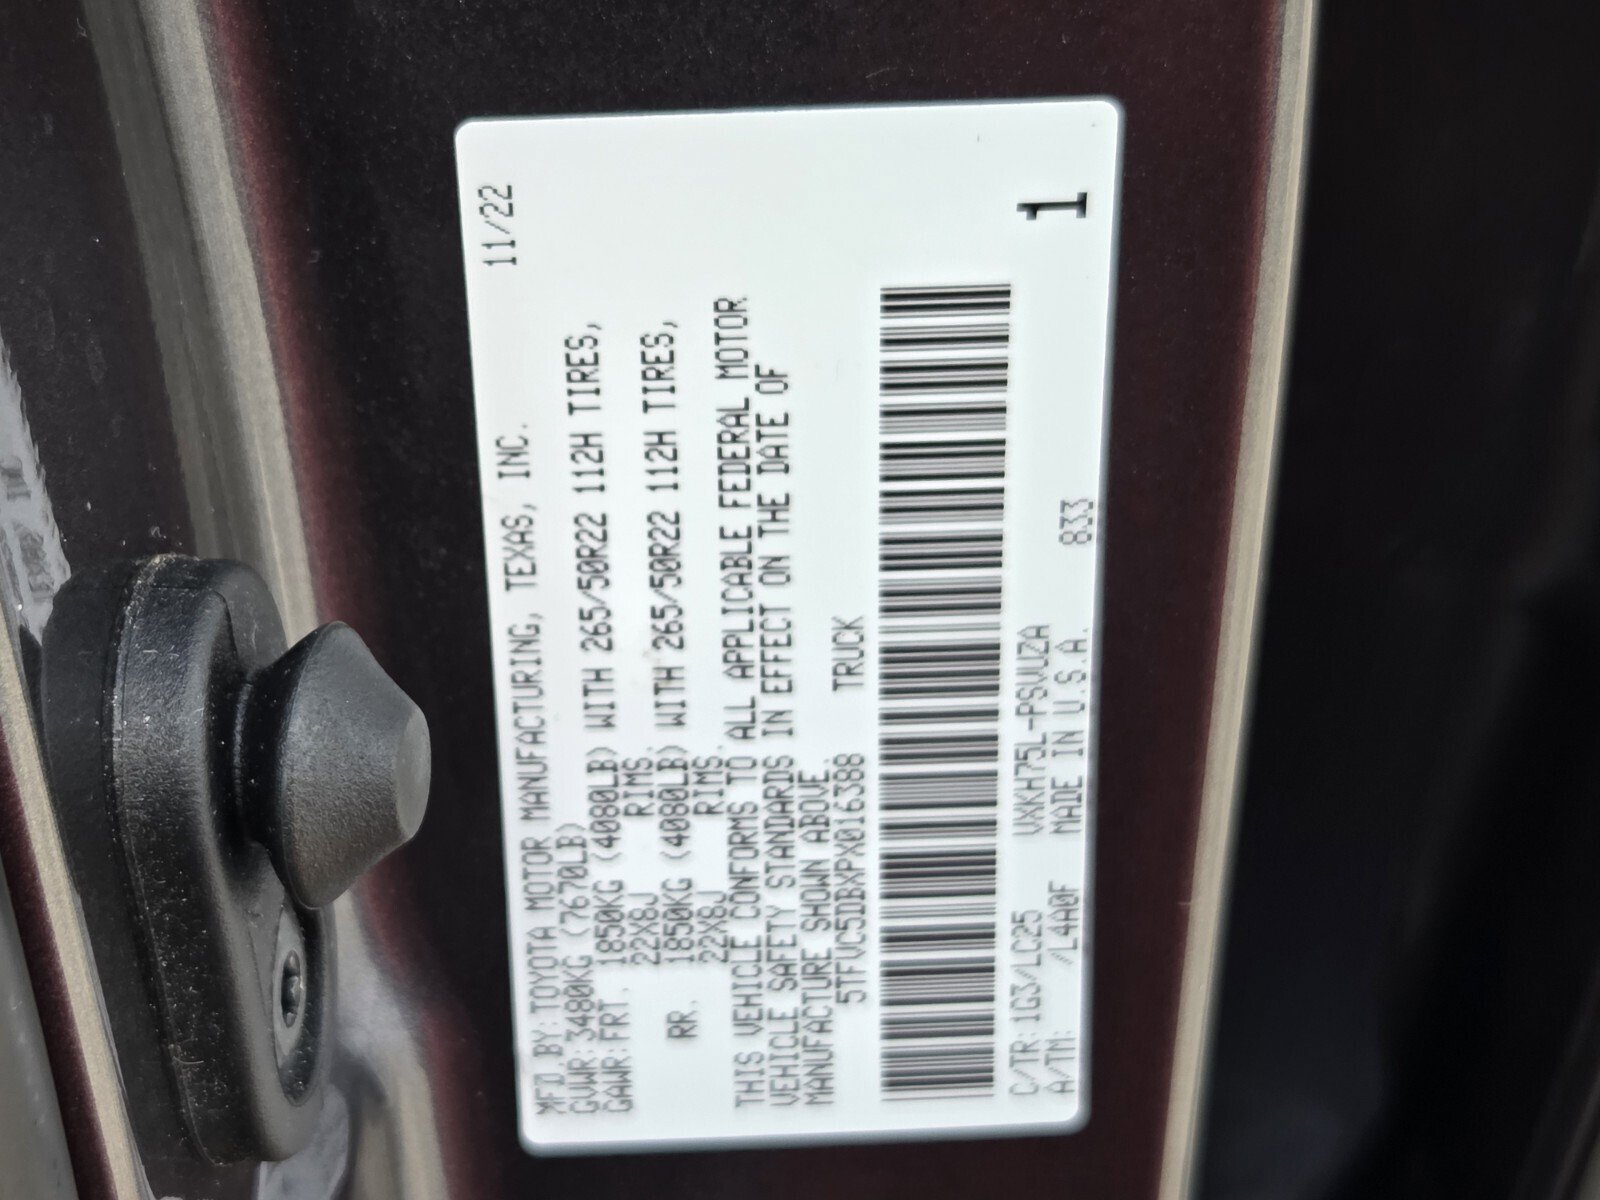 MFD.BY:TOYOTA MOTOR MANUFACTURING, TEXAS, INC. 11/22
GVWR:3480KG (7670LB)
GAWR:FRT. 1850KG (4080LB) WITH 265/50R22 112H TIRES,
22X8J RIMS.
RR. 1850KG (4080LB) WITH 265/50R22 112H TIRES,
22X8J RIMS.
THIS VEHICLE CONFORMS TO ALL APPLICABLE FEDERAL MOTOR
VEHICLE SAFETY STANDARDS IN EFFECT ON THE DATE OF
MANUFACTURE SHOWN ABOVE.
5TFVC5DBXPX016388 TRUCK
C/TR:1G3/LC25 VXKH75L-PSVUZA
A/TM: /L4A0F MADE IN U.S.A. 833
1